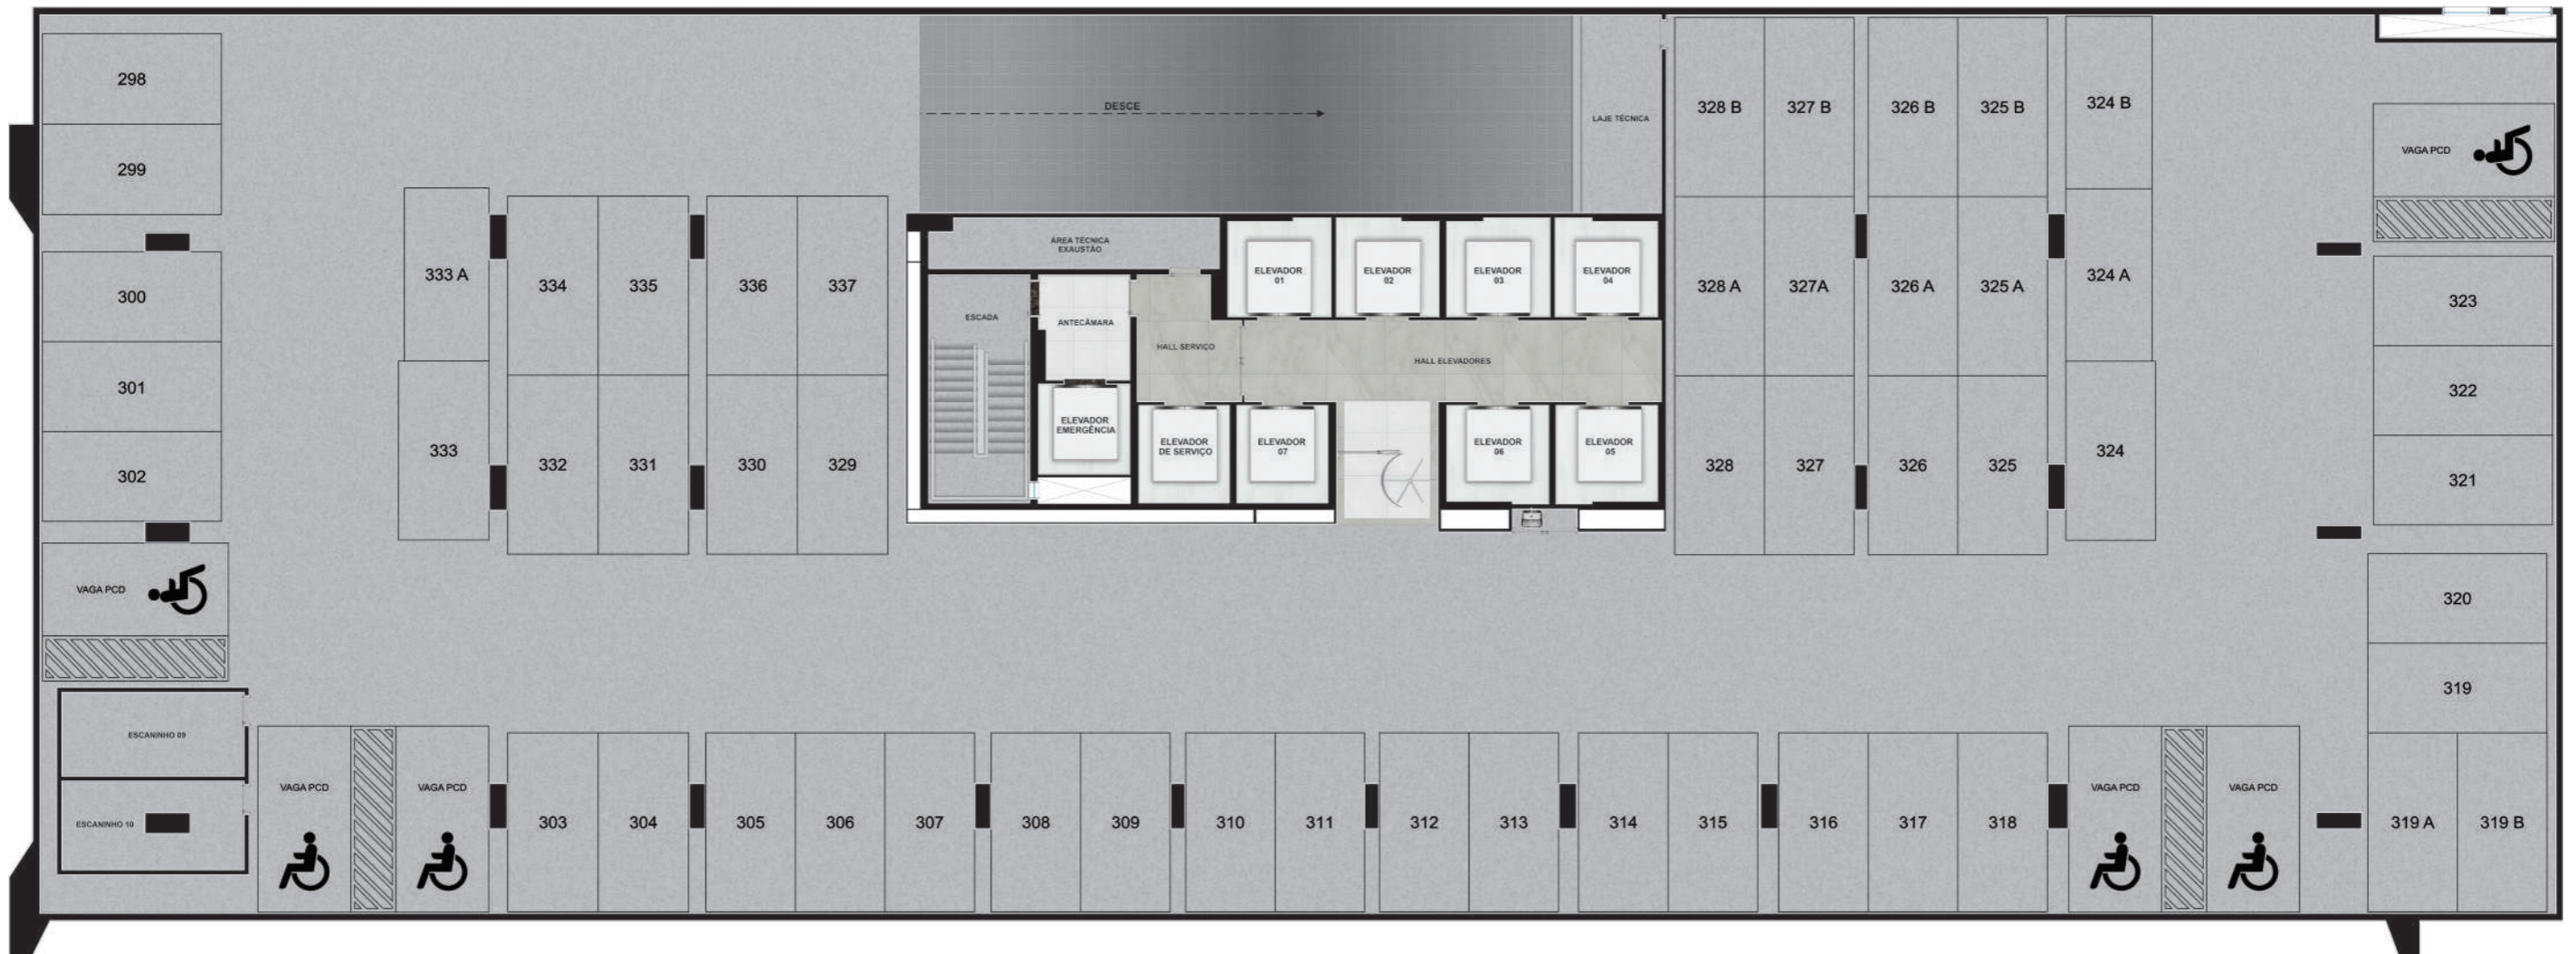 298
299
300
301
302
VAGA PCD
ESCANINHO 09
ESCANINHO 10
333 A
333
334
335
336
337
332
331
330
329
DESCE
LAJE TÉCNICA
ÁREA TÉCNICA
EXAUSTÃO
ESCADA
ANTECÂMARA
ELEVADOR
EMERGÊNCIA
HALL SERVIÇO
HALL ELEVADORES
ELEVADOR
01
ELEVADOR
02
ELEVADOR
03
ELEVADOR
04
ELEVADOR
DE SERVIÇO
ELEVADOR
07
ELEVADOR
06
ELEVADOR
05
328 B
327 B
326 B
325 B
324 B
328 A
327A
326 A
325 A
324 A
328
327
326
325
324
VAGA PCD
323
322
321
320
319
319 A
319 B
VAGA PCD
VAGA PCD
303
304
305
306
307
308
309
310
311
312
313
314
315
316
317
318
VAGA PCD
VAGA PCD